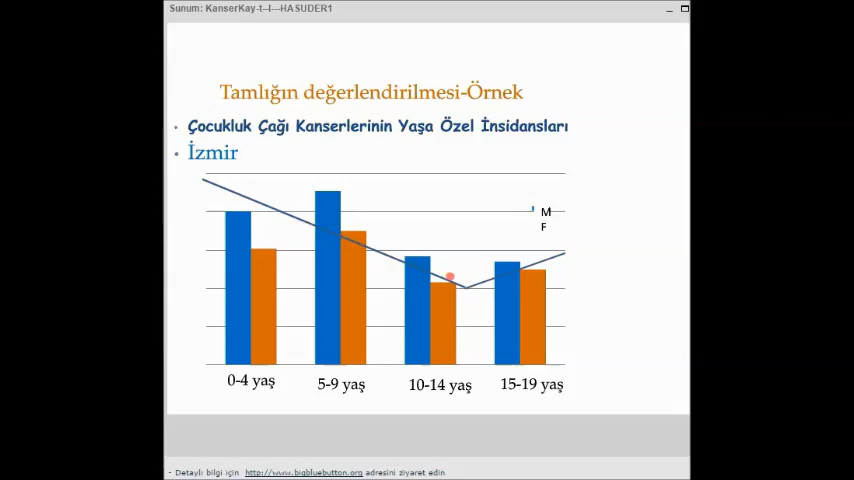 Sunum: KanserKay-t--I---HASUDER1
Tamlığın değerlendirilmesi-Örnek
• Çocukluk Çağı Kanserlerinin Yaşa Özel İnsidansları
• İzmir
M
F
0-4 yaş 5-9 yaş 10-14 yaş 15-19 yaş
- Detaylı bilgi için http://www.bigbluebutton.org adresini ziyaret edin